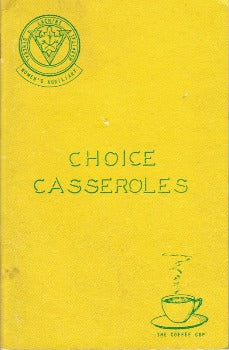 WOMEN'S AUXILIARY
CHOICE
CASSEROLES
THE COFFEE CUP